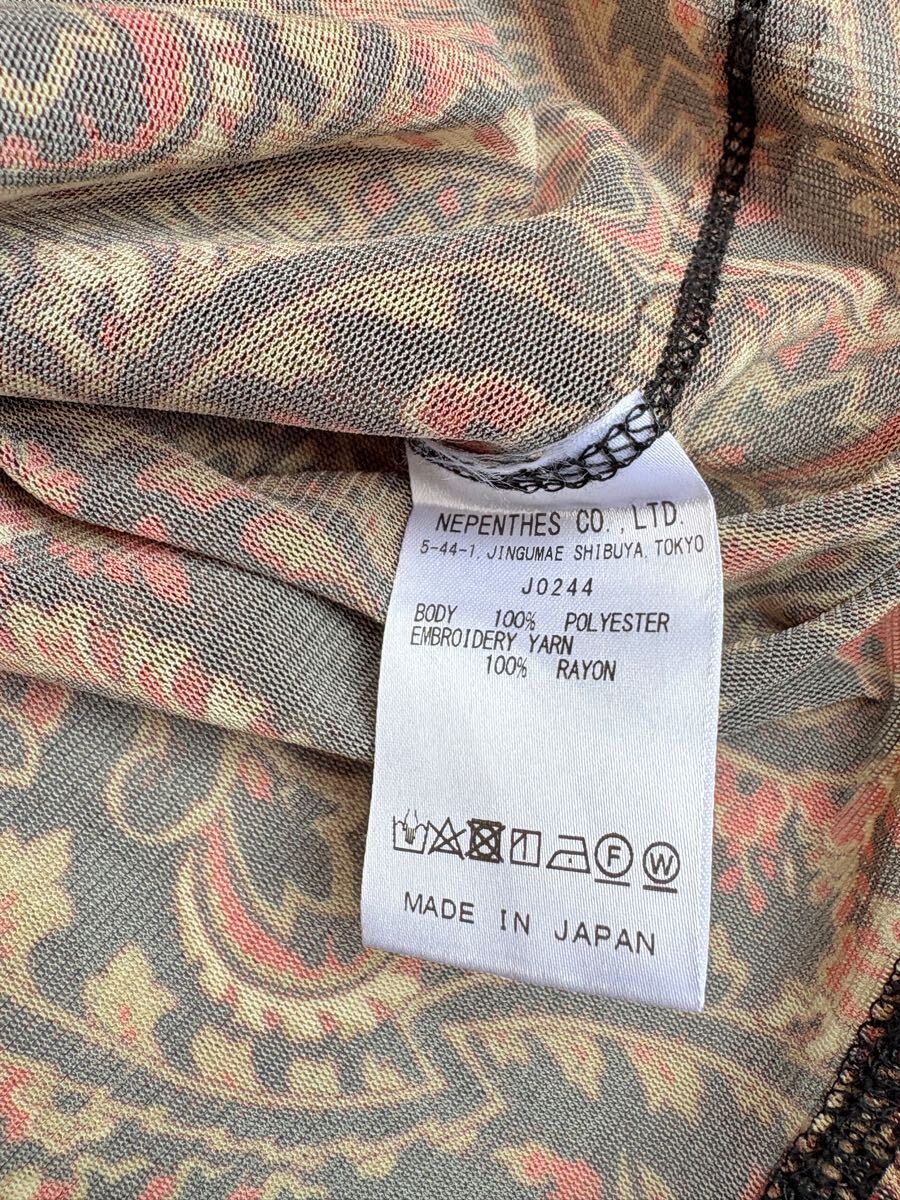 NEPENTHES CO.,LTD.
5-44-1, JINGUMAE SHIBUYA, TOKYO
J0244
BODY 100% POLYESTER
EMBROIDERY YARN
100% RAYON
F W
MADE IN JAPAN